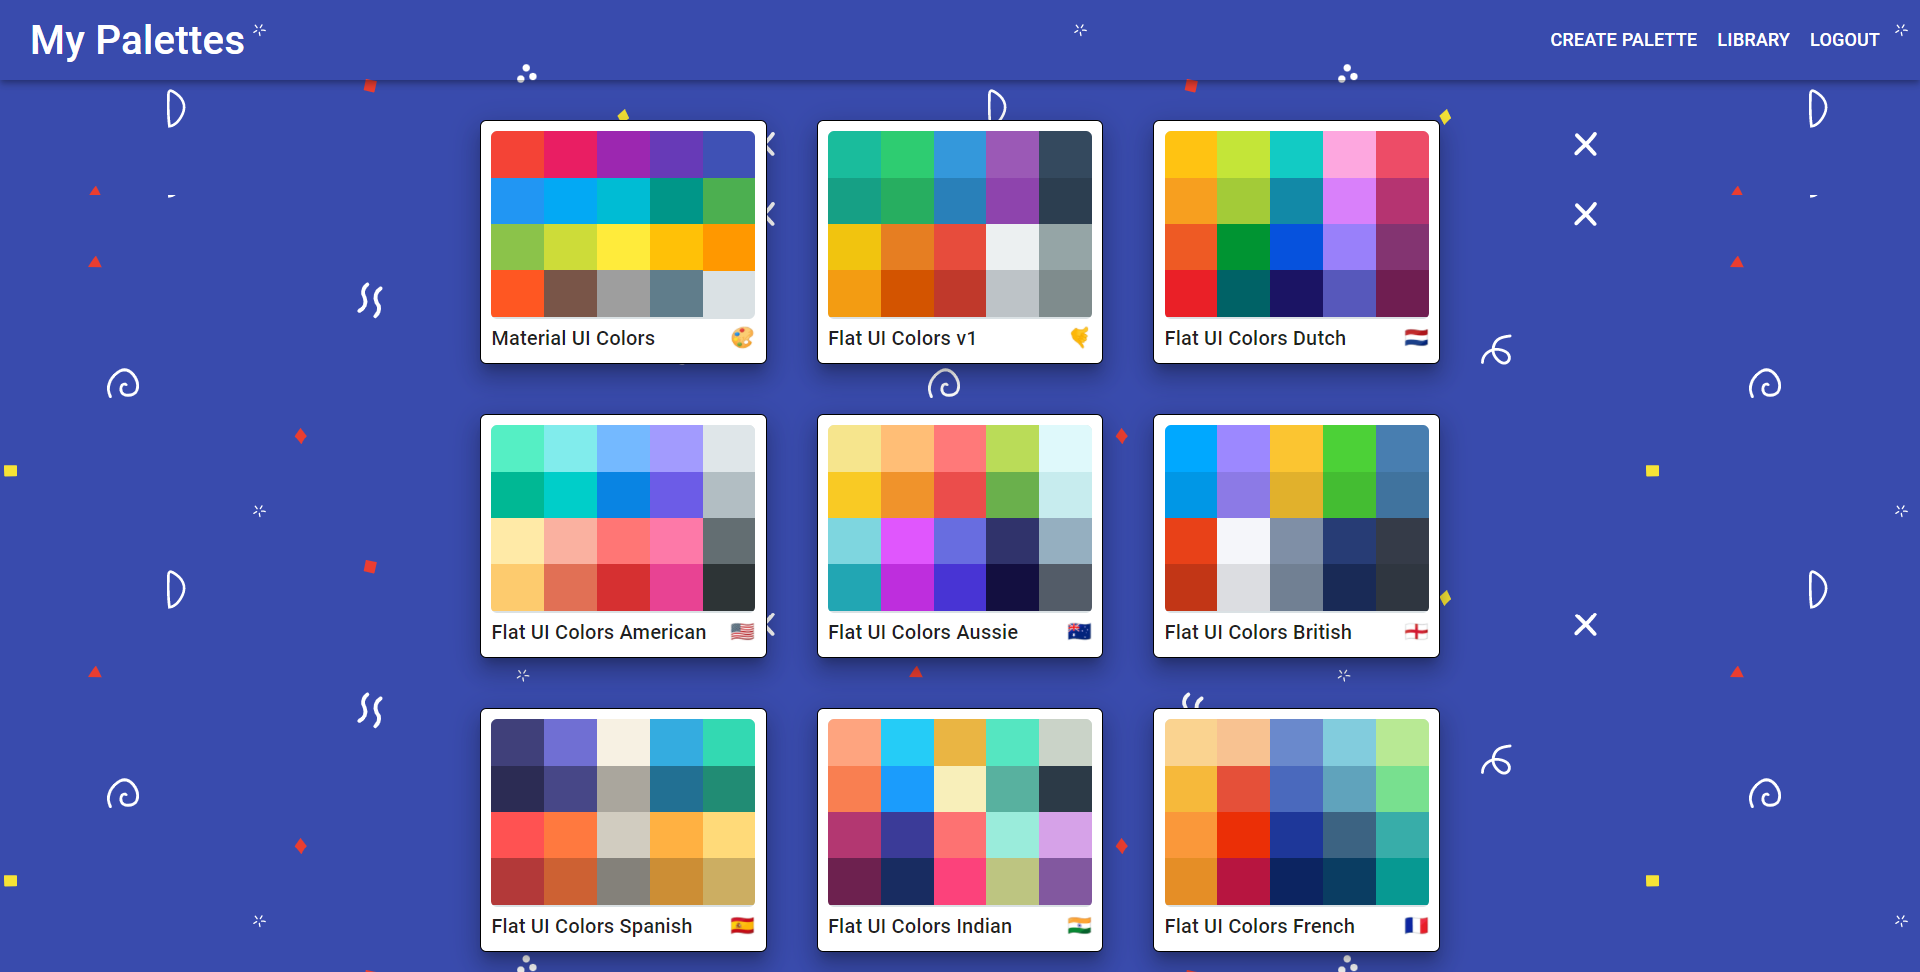 My Palettes
CREATE PALETTE LIBRARY LOGOUT
Material UI Colors
Flat UI Colors v1
Flat UI Colors Dutch
Flat UI Colors American
Flat UI Colors Aussie
Flat UI Colors British
Flat UI Colors Spanish
Flat UI Colors Indian
Flat UI Colors French